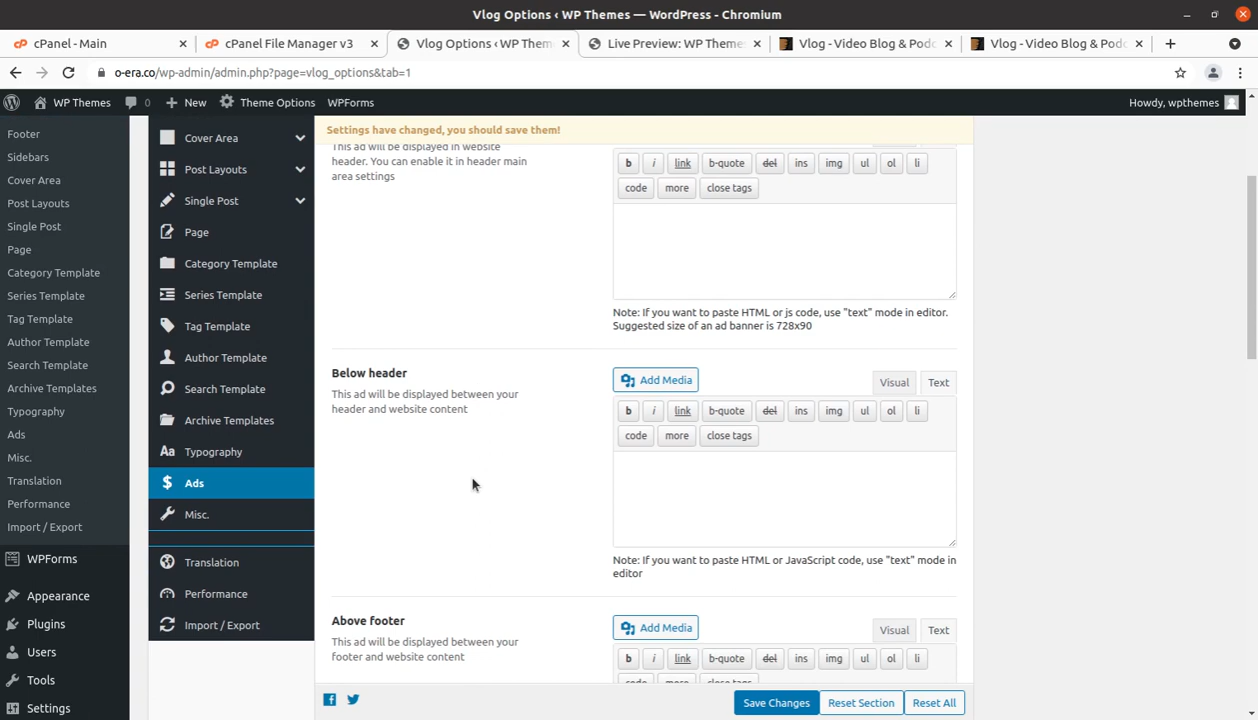 Vlog Options ‹ WP Themes — WordPress - Chromium
cPanel - Main
cPanel File Manager v3
Vlog Options ‹ WP Them
Live Preview: WP Themes
Vlog - Video Blog & Podc
Vlog - Video Blog & Podc
o-era.co/wp-admin/admin.php?page=vlog_options&tab=1
WP Themes
0
New
Theme Options
WPForms
Howdy, wpthemes
Footer
Sidebars
Cover Area
Post Layouts
Single Post
Page
Category Template
Series Template
Tag Template
Author Template
Search Template
Archive Templates
Typography
Ads
Misc.
Translation
Performance
Import / Export
WPForms
Appearance
Plugins
Users
Tools
Settings
Cover Area
Post Layouts
Single Post
Page
Category Template
Series Template
Tag Template
Author Template
Search Template
Archive Templates
Aa Typography
$ Ads
Misc.
Translation
Performance
Import / Export
Settings have changed, you should save them!
This ad will be displayed in website
header. You can enable it in header main
area settings
b i link b-quote del ins img ul ol li
code more close tags
Note: If you want to paste HTML or js code, use "text" mode in editor.
Suggested size of an ad banner is 728x90
Below header
This ad will be displayed between your
header and website content
Add Media
Visual Text
b i link b-quote del ins img ul ol li
code more close tags
Note: If you want to paste HTML or JavaScript code, use "text" mode in
editor
Above footer
This ad will be displayed between your
footer and website content
Add Media
Visual Text
b i link b-quote del ins img ul ol li
code more close tags
Save Changes Reset Section Reset All